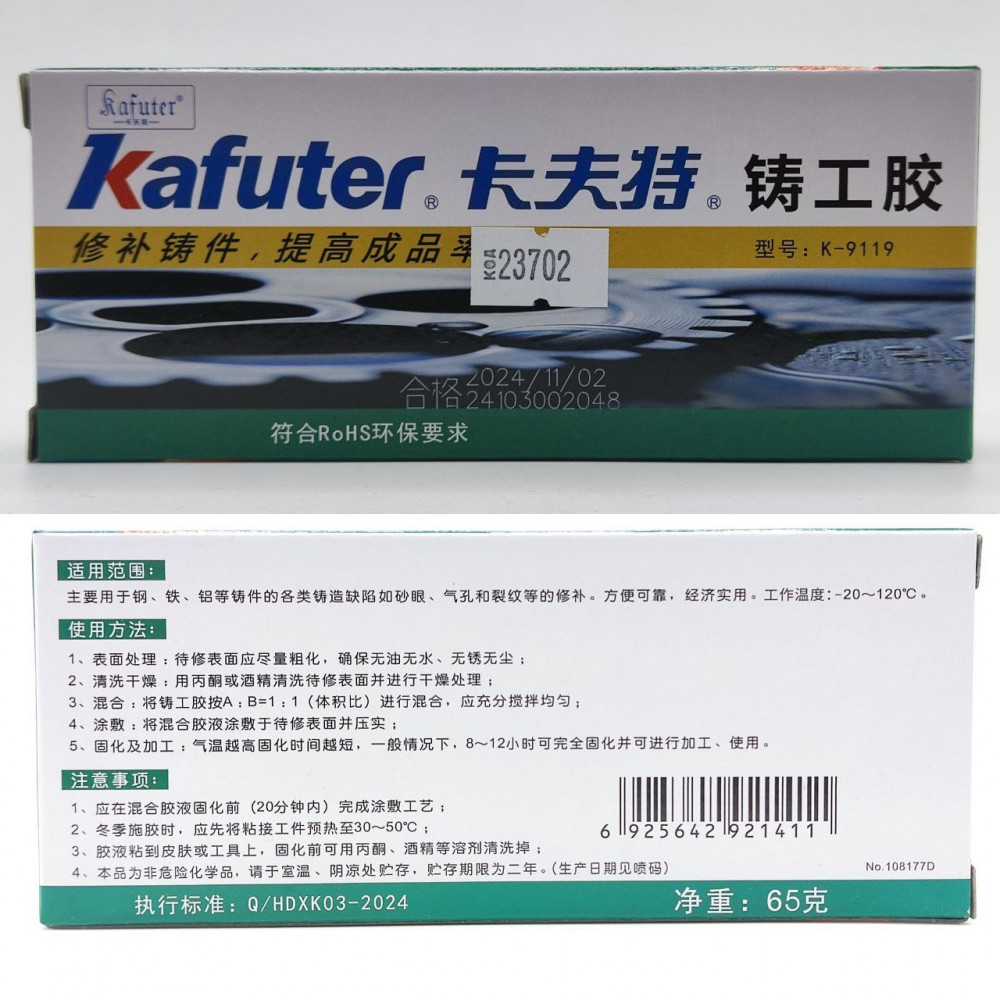 Kafuter®
卡夫特
Kafuter® 卡夫特® 铸工胶
修补铸件，提高成品率
код 23702
型号：K-9119
合格 2024/11/02
24103002048
符合RoHS环保要求
适用范围：
主要用于钢、铁、铝等铸件的各类铸造缺陷如砂眼、气孔和裂纹等的修补。方便可靠，经济实用。工作温度：-20～120℃。
使用方法：
1、表面处理：待修表面应尽量粗化，确保无油无水、无锈无尘；
2、清洗干燥：用丙酮或酒精清洗待修表面并进行干燥处理；
3、混合：将铸工胶按A：B=1：1（体积比）进行混合，应充分搅拌均匀；
4、涂敷：将混合胶液涂敷于待修表面并压实；
5、固化及加工：气温越高固化时间越短，一般情况下，8～12小时可完全固化并可进行加工、使用。
注意事项：
1、应在混合胶液固化前（20分钟内）完成涂敷工艺；
2、冬季施胶时，应先将粘接工件预热至30～50℃；
3、胶液粘到皮肤或工具上，固化前可用丙酮、酒精等溶剂清洗掉；
4、本品为非危险化学品，请于室温、阴凉处贮存，贮存期限为二年。（生产日期见喷码）
6 925642 921411
No.108177D
执行标准：Q/HDXK03-2024
净重：65克